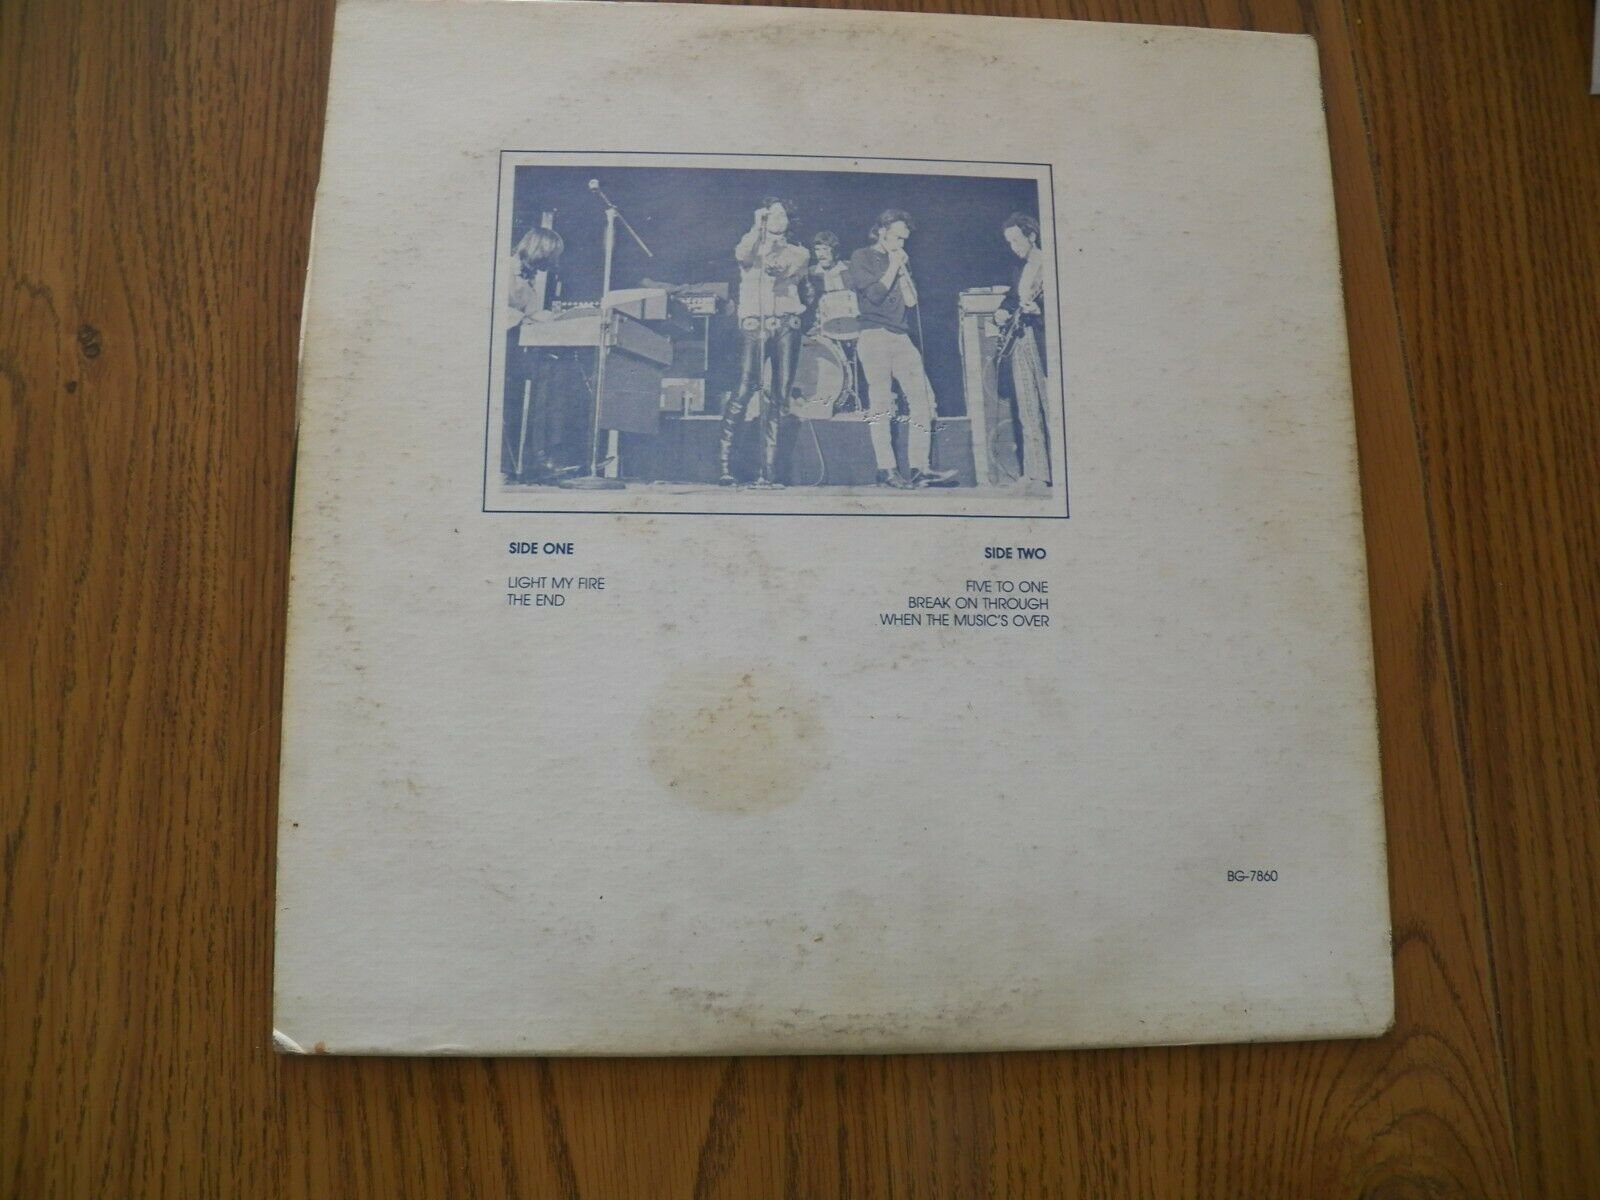 SIDE ONE
LIGHT MY FIRE
THE END
SIDE TWO
FIVE TO ONE
BREAK ON THROUGH
WHEN THE MUSIC'S OVER
BG-7860